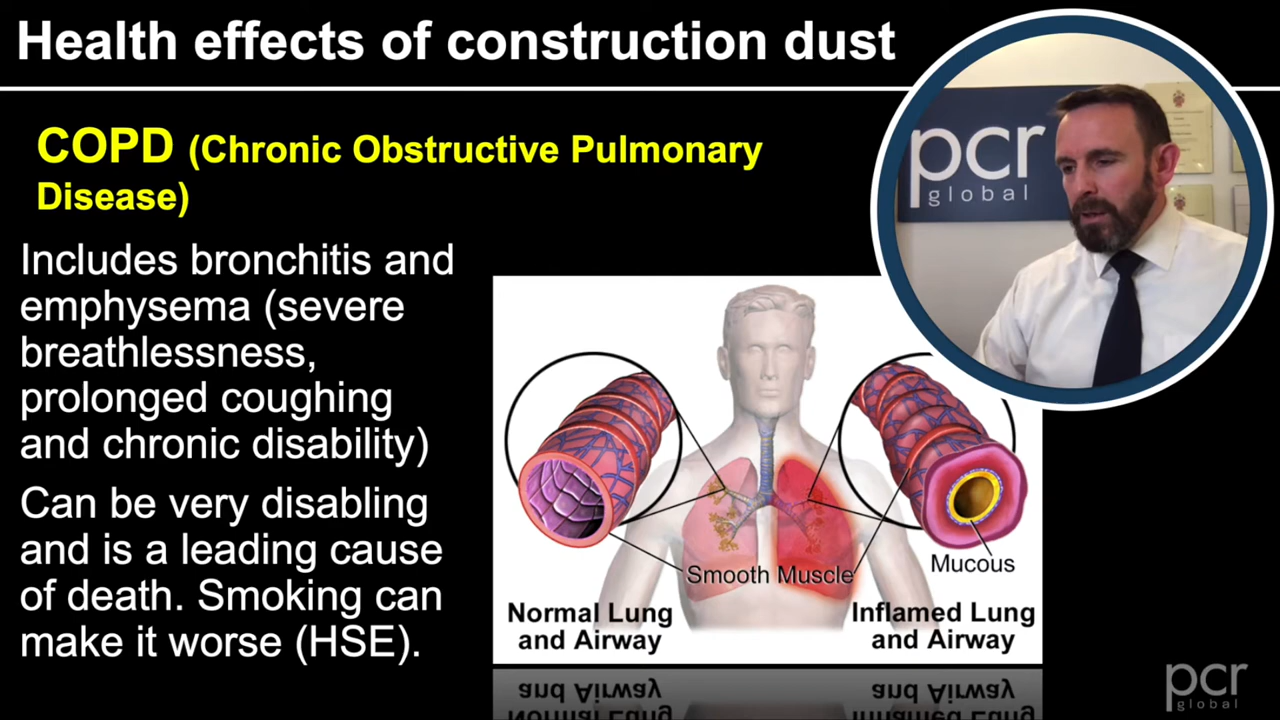 Health effects of construction dust
pcr
global
COPD (Chronic Obstructive Pulmonary
Disease)
Includes bronchitis and
emphysema (severe
breathlessness,
prolonged coughing
and chronic disability)
Can be very disabling
and is a leading cause
of death. Smoking can
make it worse (HSE).
Smooth Muscle
Mucous
Normal Lung
and Airway
Inflamed Lung
and Airway
pcr
global